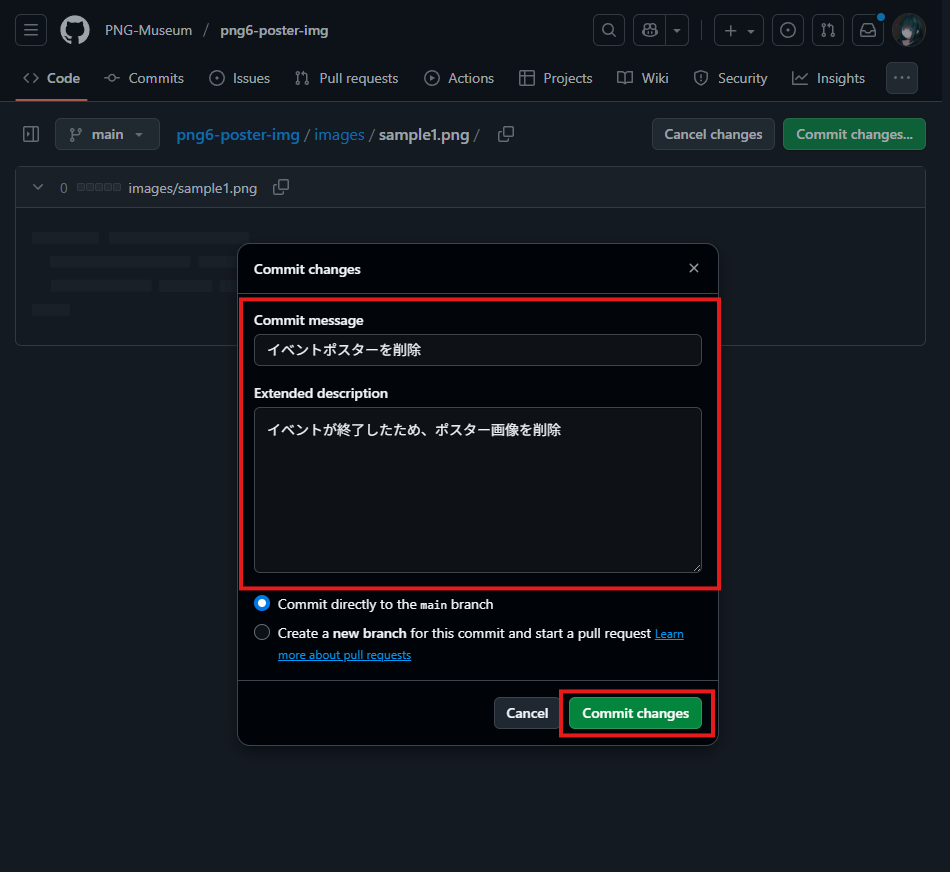 PNG-Museum / png6-poster-img
Code Commits Issues Pull requests Actions Projects Wiki Security Insights
main png6-poster-img / images / sample1.png / Cancel changes Commit changes...
0 images/sample1.png
Commit changes
Commit message
イベントポスターを削除
Extended description
イベントが終了したため、ポスター画像を削除
Commit directly to the main branch
Create a new branch for this commit and start a pull request Learn
more about pull requests
Cancel Commit changes